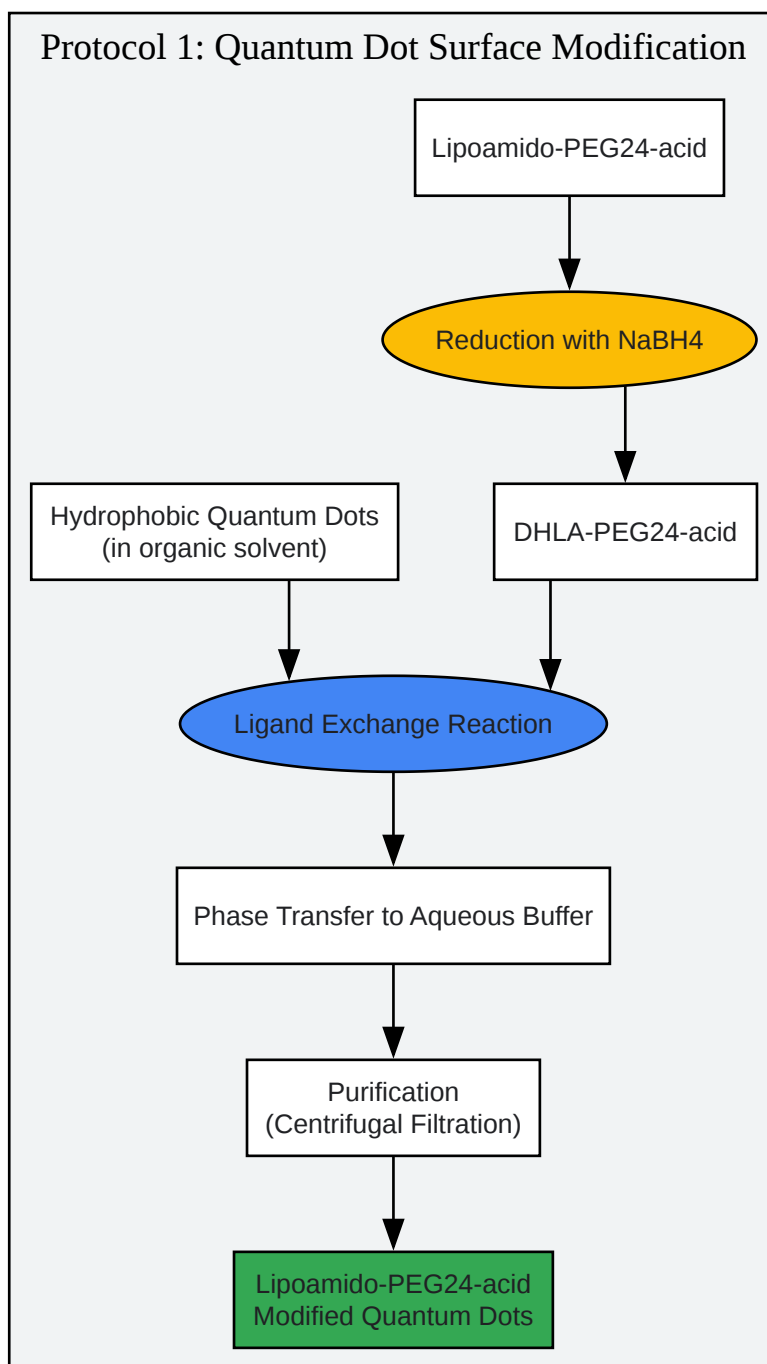 Protocol 1: Quantum Dot Surface Modification
Lipoamido-PEG24-acid
Reduction with NaBH4
Hydrophobic Quantum Dots
(in organic solvent)
DHLA-PEG24-acid
Ligand Exchange Reaction
Phase Transfer to Aqueous Buffer
Purification
(Centrifugal Filtration)
Lipoamido-PEG24-acid
Modified Quantum Dots